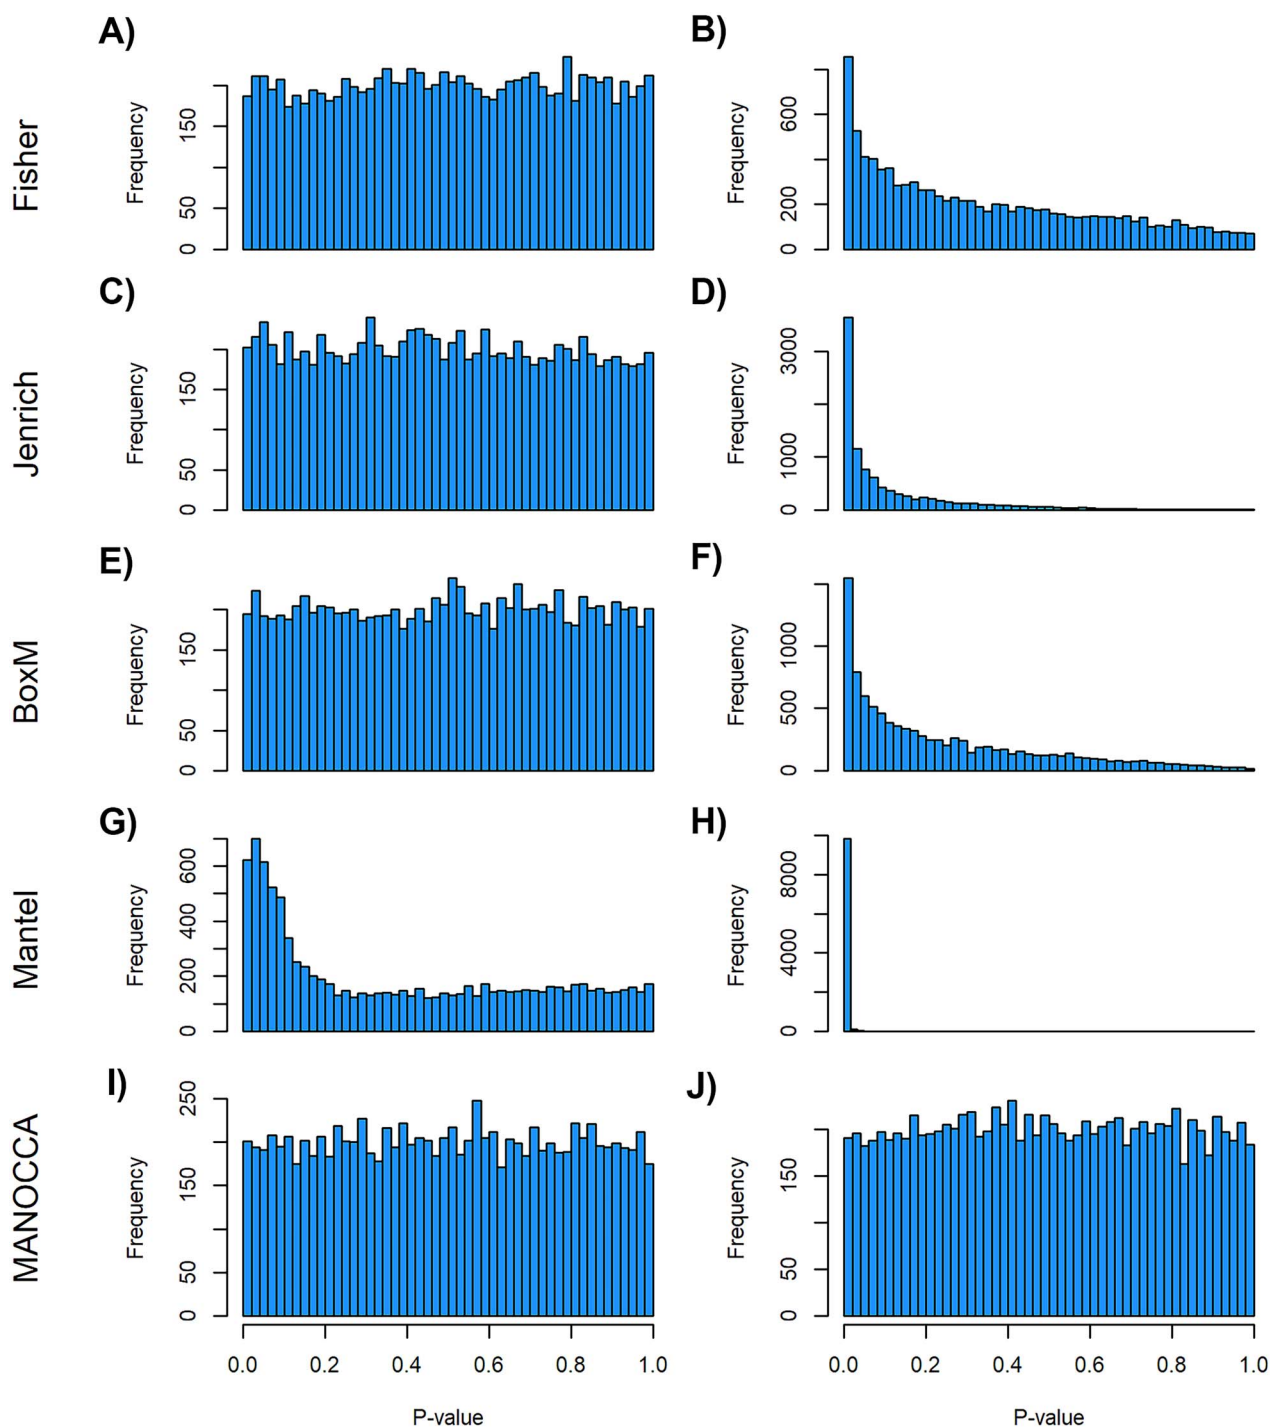 A)
B)
Fisher
Frequency
0
50
150
Frequency
0
200
600
C)
D)
Jenrich
Frequency
0
50
150
Frequency
0
1000
3000
E)
F)
BoxM
Frequency
0
50
150
Frequency
0
500
1000
G)
H)
Mantel
Frequency
0
200
400
600
Frequency
0
4000
8000
I)
J)
MANOCCA
Frequency
0
50
150
250
Frequency
0
50
150
0.0 0.2 0.4 0.6 0.8 1.0
0.0 0.2 0.4 0.6 0.8 1.0
P-value
P-value